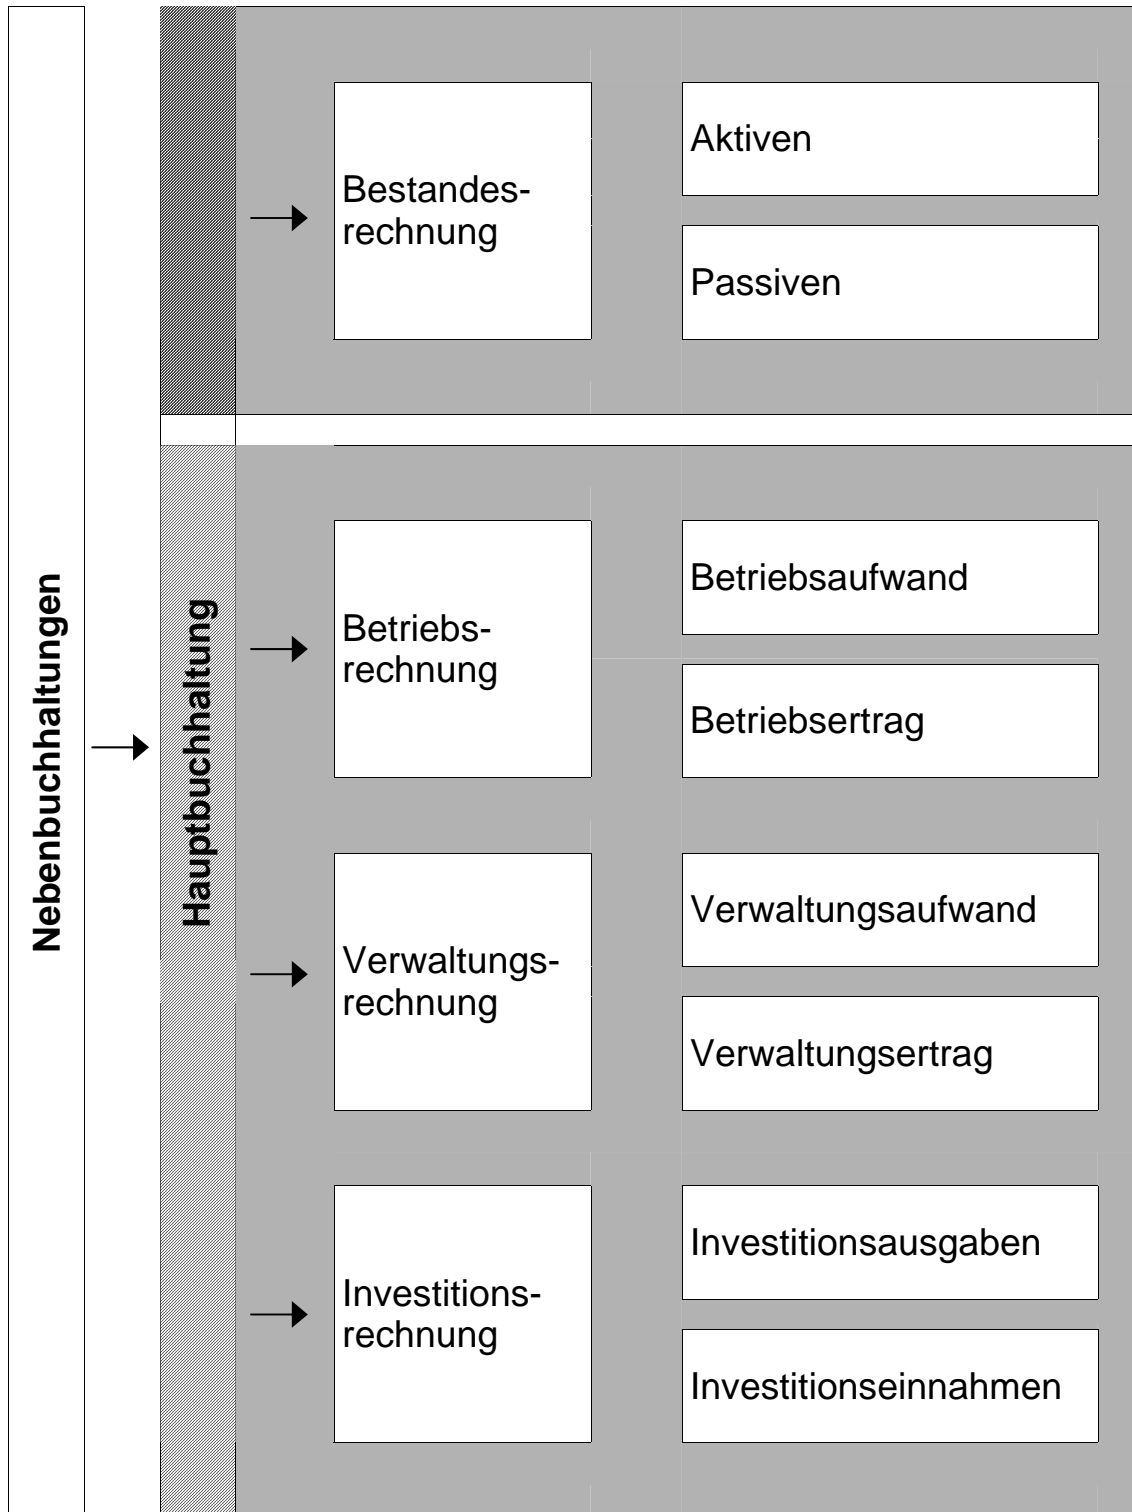 Nebenbuchhaltungen
Hauptbuchhaltung
Bestandes-
rechnung
Aktiven
Passiven
Betriebs-
rechnung
Betriebsaufwand
Betriebsertrag
Verwaltungs-
rechnung
Verwaltungsaufwand
Verwaltungsertrag
Investitions-
rechnung
Investitionsausgaben
Investitionseinnahmen